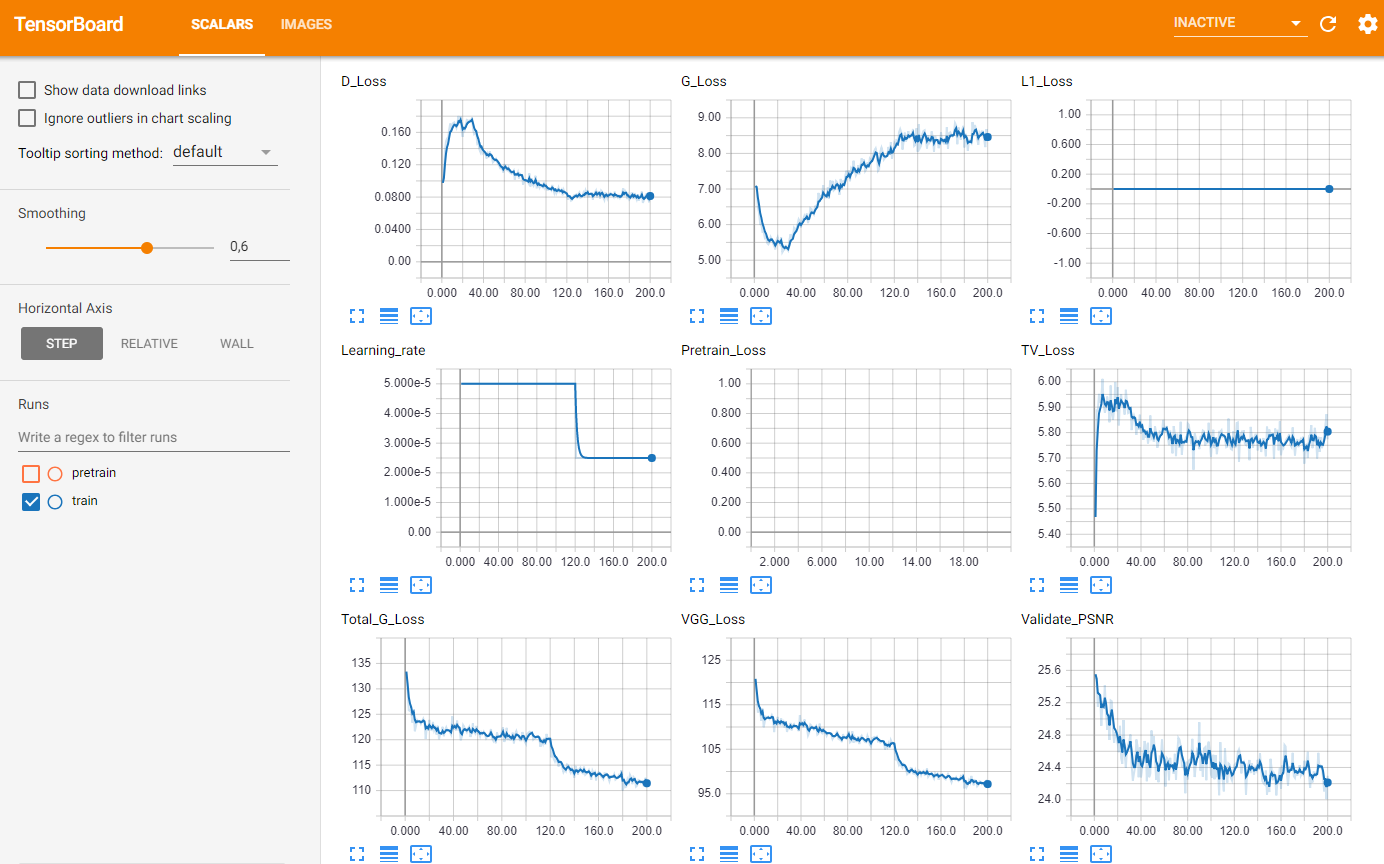 TensorBoard SCALARS IMAGES INACTIVE
Show data download links
Ignore outliers in chart scaling
Tooltip sorting method: default
Smoothing
0,6
Horizontal Axis
STEP RELATIVE WALL
Runs
Write a regex to filter runs
pretrain
train
D_Loss
0.160
0.120
0.0800
0.0400
0.00
0.000 40.00 80.00 120.0 160.0 200.0
G_Loss
9.00
8.00
7.00
6.00
5.00
0.000 40.00 80.00 120.0 160.0 200.0
L1_Loss
1.00
0.600
0.200
-0.200
-0.600
-1.00
0.000 40.00 80.00 120.0 160.0 200.0
Learning_rate
5.000e-5
4.000e-5
3.000e-5
2.000e-5
1.000e-5
0.00
0.000 40.00 80.00 120.0 160.0 200.0
Pretrain_Loss
1.00
0.800
0.600
0.400
0.200
0.00
2.000 6.000 10.00 14.00 18.00
TV_Loss
6.00
5.90
5.80
5.70
5.60
5.50
5.40
0.000 40.00 80.00 120.0 160.0 200.0
Total_G_Loss
135
130
125
120
115
110
0.000 40.00 80.00 120.0 160.0 200.0
VGG_Loss
125
115
105
95.0
0.000 40.00 80.00 120.0 160.0 200.0
Validate_PSNR
25.6
25.2
24.8
24.4
24.0
0.000 40.00 80.00 120.0 160.0 200.0